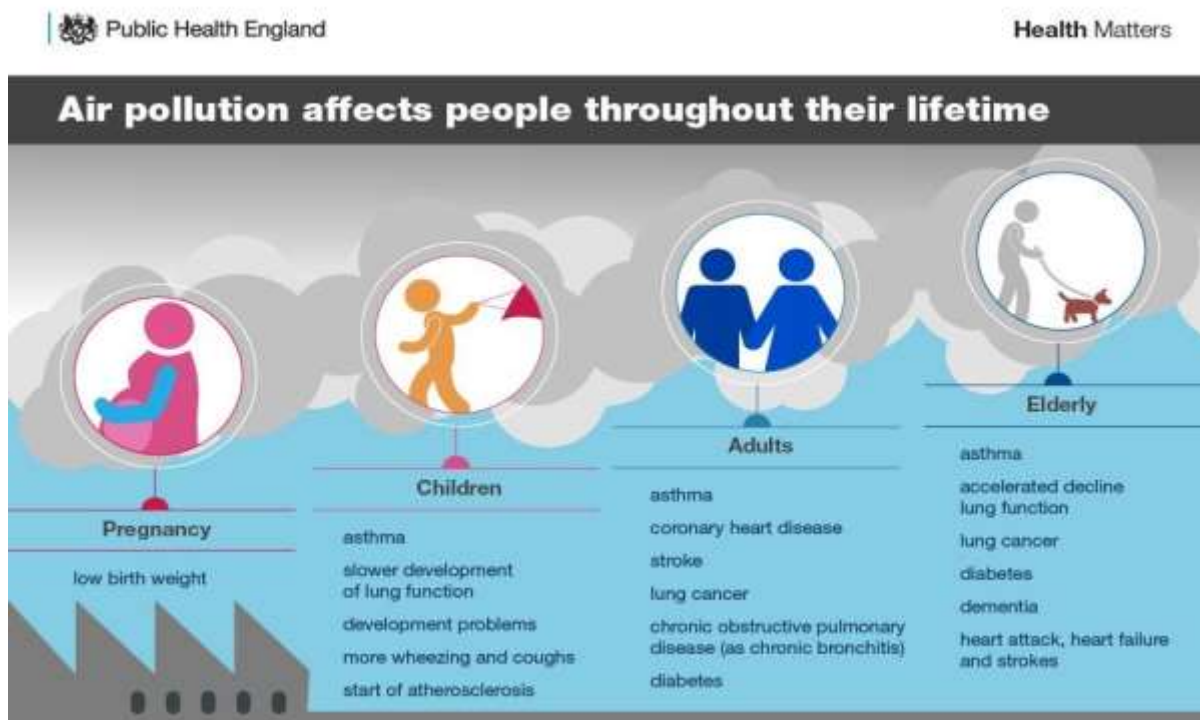 Public Health England
Health Matters
Air pollution affects people throughout their lifetime
Pregnancy
low birth weight
Children
asthma
slower development
of lung function
development problems
more wheezing and coughs
start of atherosclerosis
Adults
asthma
coronary heart disease
stroke
lung cancer
chronic obstructive pulmonary
disease (as chronic bronchitis)
diabetes
Elderly
asthma
accelerated decline
lung function
lung cancer
diabetes
dementia
heart attack, heart failure
and strokes